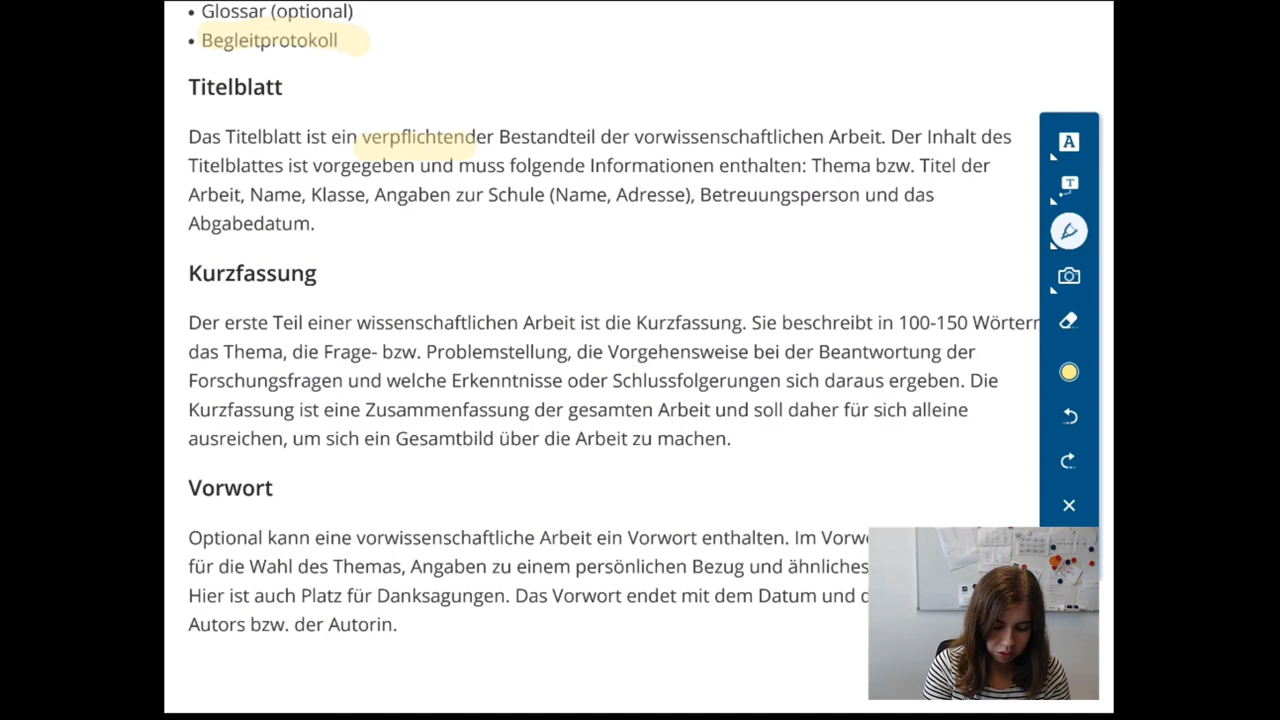 • Glossar (optional)
• Begleitprotokoll
Titelblatt
Das Titelblatt ist ein verpflichtender Bestandteil der vorwissenschaftlichen Arbeit. Der Inhalt des
Titelblattes ist vorgegeben und muss folgende Informationen enthalten: Thema bzw. Titel der
Arbeit, Name, Klasse, Angaben zur Schule (Name, Adresse), Betreuungsperson und das
Abgabedatum.
Kurzfassung
Der erste Teil einer wissenschaftlichen Arbeit ist die Kurzfassung. Sie beschreibt in 100-150 Wörtern
das Thema, die Frage- bzw. Problemstellung, die Vorgehensweise bei der Beantwortung der
Forschungsfragen und welche Erkenntnisse oder Schlussfolgerungen sich daraus ergeben. Die
Kurzfassung ist eine Zusammenfassung der gesamten Arbeit und soll daher für sich alleine
ausreichen, um sich ein Gesamtbild über die Arbeit zu machen.
Vorwort
Optional kann eine vorwissenschaftliche Arbeit ein Vorwort enthalten. Im
für die Wahl des Themas, Angaben zu einem persönlichen Bezug und ähnliches
Hier ist auch Platz für Danksagungen. Das Vorwort endet mit dem Datum und
Autors bzw. der Autorin.
A
T